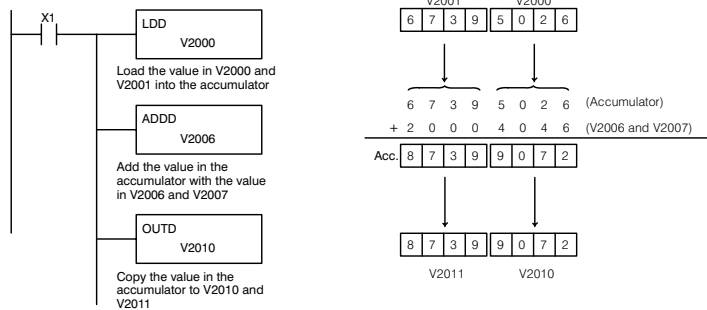 X1
LDD
V2000
Load the value in V2000 and
V2001 into the accumulator
ADDD
V2006
Add the value in the
accumulator with the value
in V2006 and V2007
OUTD
V2010
Copy the value in the
accumulator to V2010 and
V2011
V2001 V2000
6 7 3 9 5 0 2 6
6 7 3 9 5 0 2 6 (Accumulator)
+ 2 0 0 0 4 0 4 6 (V2006 and V2007)
Acc. 8 7 3 9 9 0 7 2
8 7 3 9 9 0 7 2
V2011 V2010